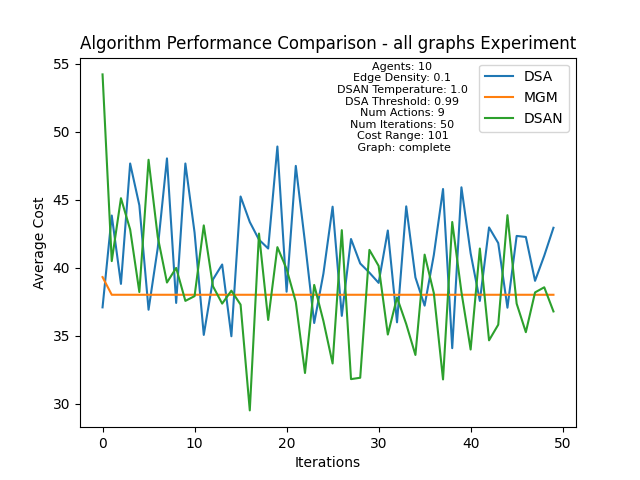 Algorithm Performance Comparison - all graphs Experiment
Agents: 10
Edge Density: 0.1
DSAN Temperature: 1.0
DSA Threshold: 0.99
Num Actions: 9
Num Iterations: 50
Cost Range: 101
Graph: complete
DSA
MGM
DSAN
Average Cost
55
50
45
40
35
30
0
10
20
30
40
50
Iterations